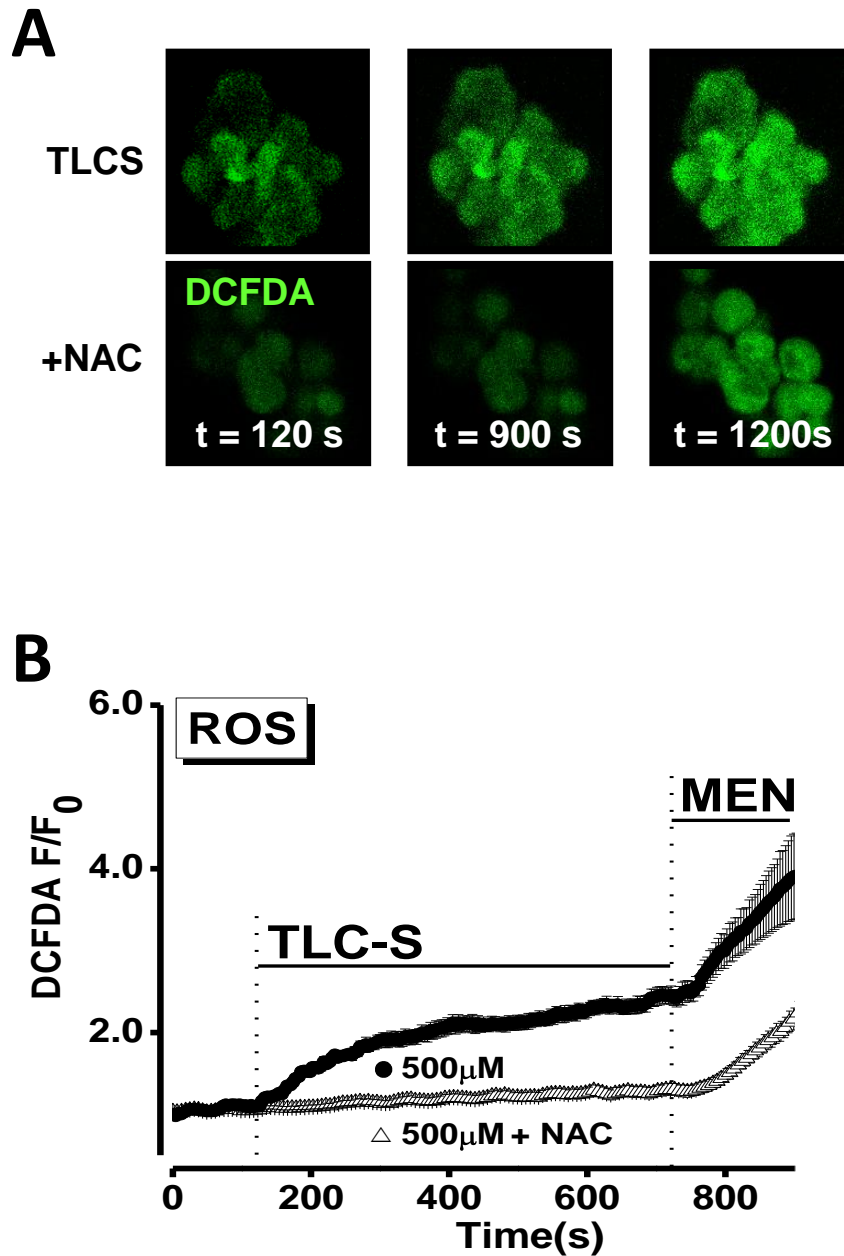 A
TLCS
DCFDA
+NAC
t = 120 s
t = 900 s
t = 1200s
B
6.0
ROS
MEN
DCFDA F/F0
4.0
TLC-S
2.0
● 500μM
△ 500μM + NAC
0 200 400 600 800
Time(s)